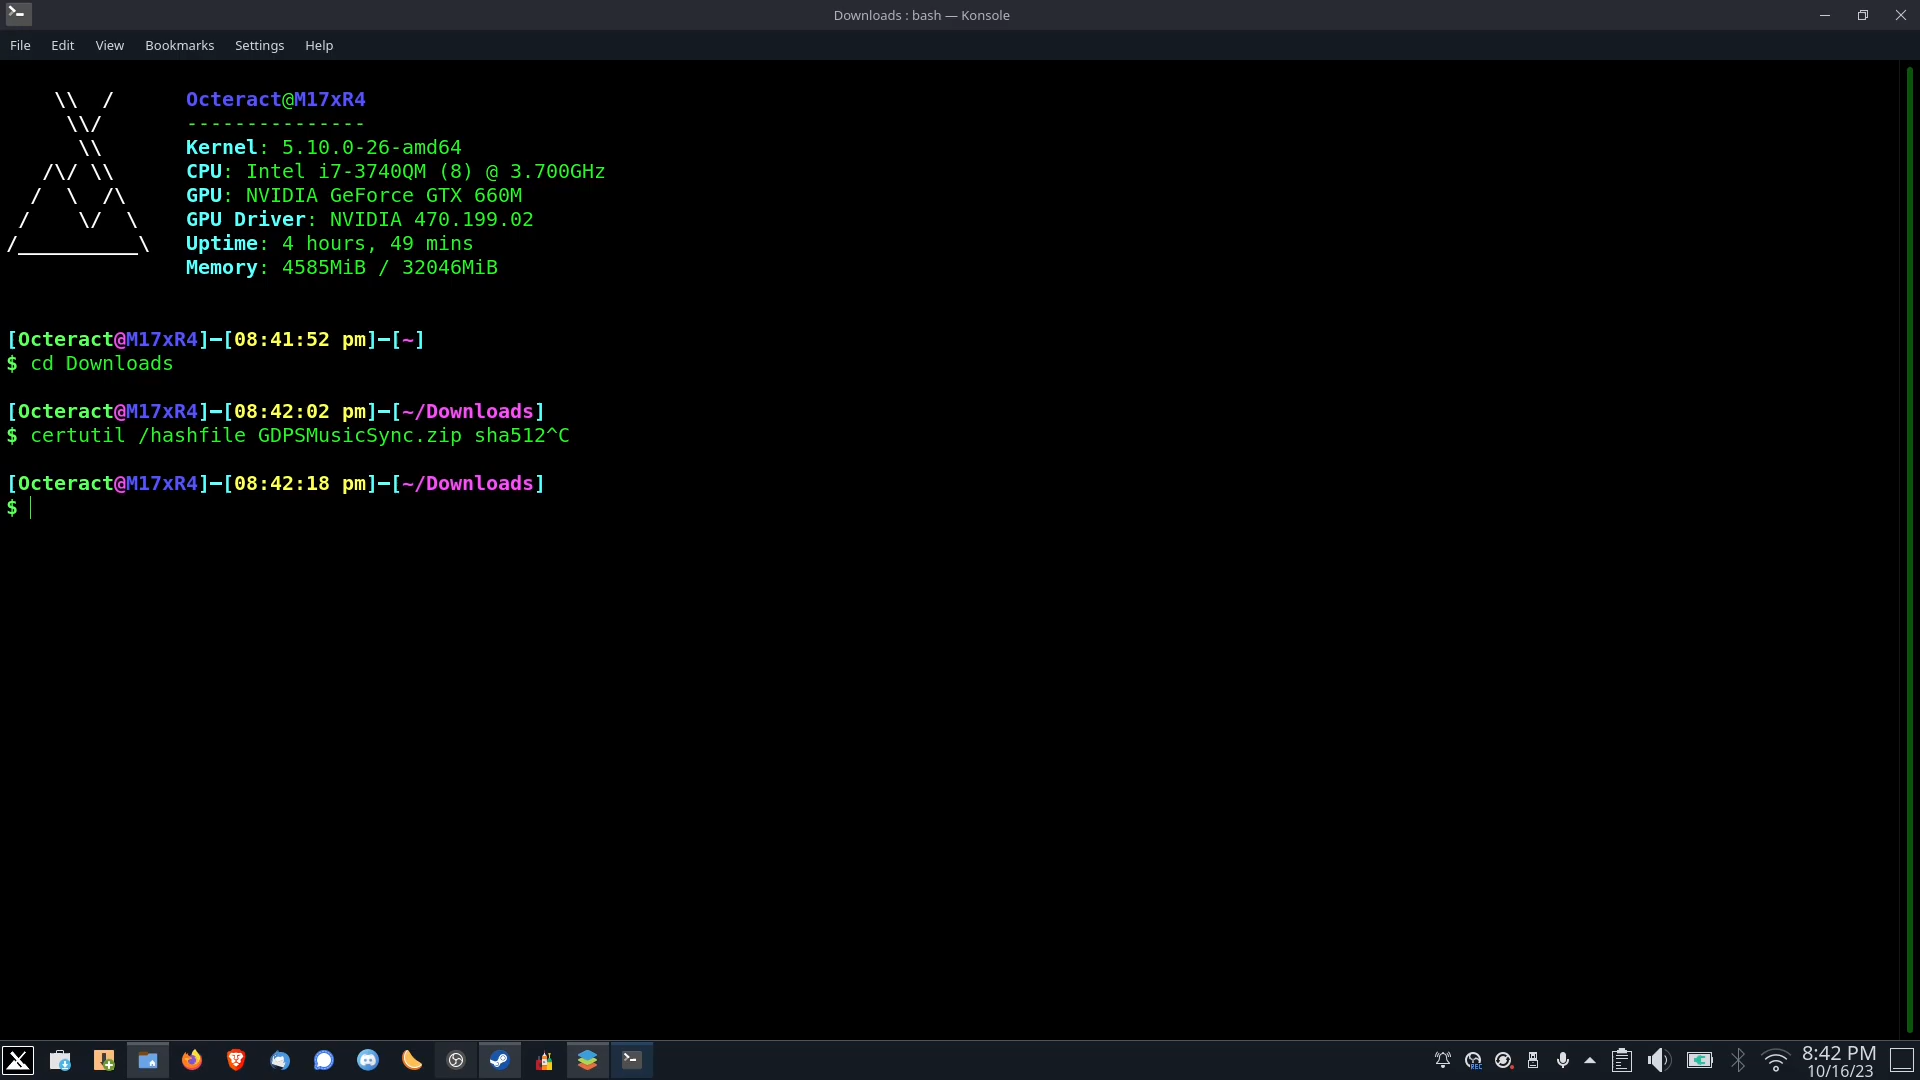 Downloads : bash — Konsole
File Edit View Bookmarks Settings Help
Octeract@M17xR4
---------------
Kernel: 5.10.0-26-amd64
CPU: Intel i7-3740QM (8) @ 3.700GHz
GPU: NVIDIA GeForce GTX 660M
GPU Driver: NVIDIA 470.199.02
Uptime: 4 hours, 49 mins
Memory: 4585MiB / 32046MiB
[Octeract@M17xR4]─[08:41:52 pm]─[~]
$ cd Downloads
[Octeract@M17xR4]─[08:42:02 pm]─[~/Downloads]
$ certutil /hashfile GDPSMusicSync.zip sha512^C
[Octeract@M17xR4]─[08:42:18 pm]─[~/Downloads]
$
REC
8:42 PM
10/16/23